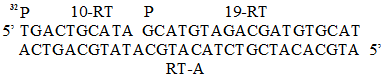 ³²P 10-RT P 19-RT
5' TGACTGCATA GCATGTAGACGATGTGCAT
ACTGACGTATACGTACATCTGCTACACGTA 5'
RT-A